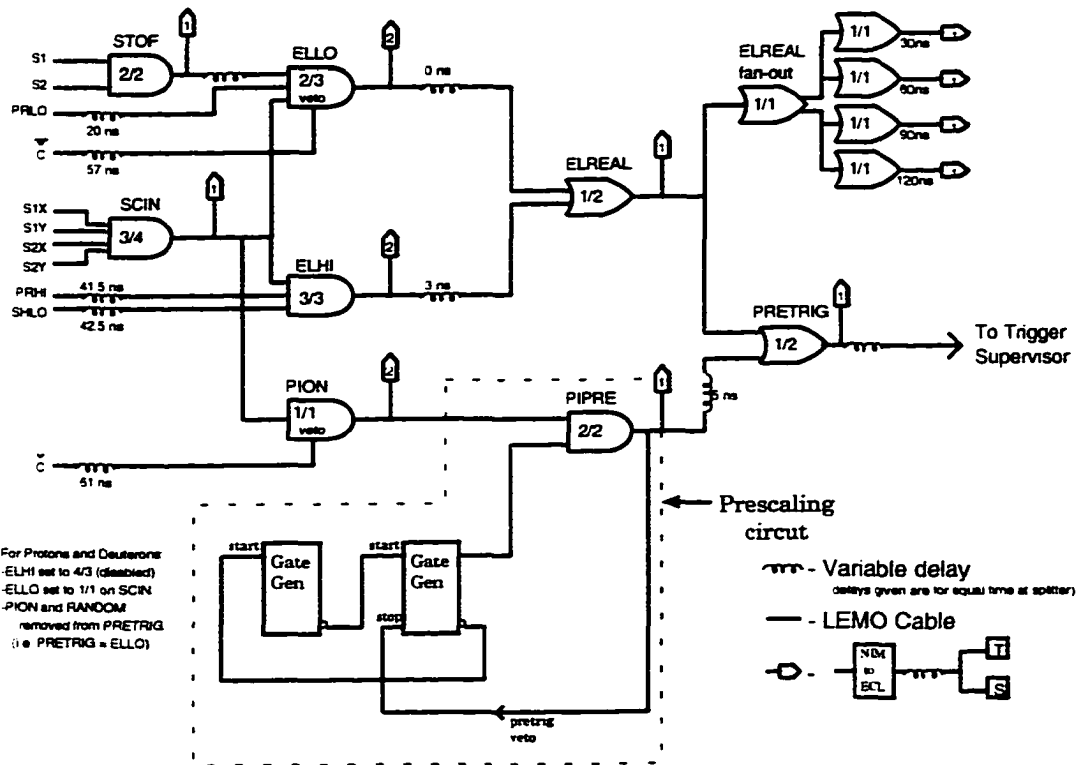 1
STOF
S1
S2
2/2
PRLO
20 ns
C
57 ns
ELLO
2/3
veto
2
0 ns
SCIN
1
S1X
S1Y
S2X
S2Y
3/4
ELHI
2
3/3
3 ns
PRHI
41.5 ns
SHLO
42.5 ns
ELREAL
1/2
1
ELREAL
fan-out
1/1
1/1
30ns
1
1/1
60ns
1
1/1
90ns
1
1/1
120ns
1
PRETRIG
1/2
1
To Trigger
Supervisor
PION
1/1
veto
2
C
51 ns
PIPRE
2/2
1
5 ns
Prescaling
circut
start
Gate
Gen
start
Gate
Gen
stop
pretrig
veto
For Protons and Deuterons
-ELHI set to 4/3 (disabled)
-ELLO set to 1/1 on SCIN
-PION and RANDOM
removed from PRETRIG
(i e PRETRIG = ELLO)
- Variable delay
delays given are for equal time at splitter)
- LEMO Cable
-
NIM
to
ECL
T
S